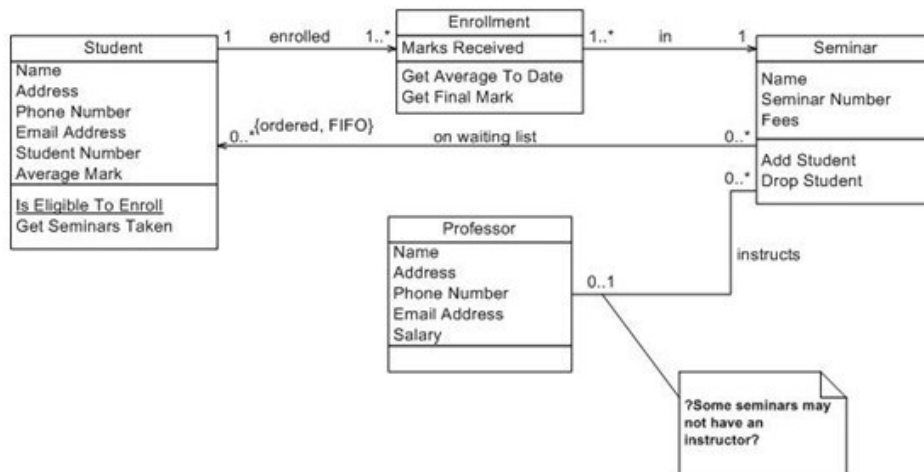 Enrollment
Student
1
enrolled
1..*
Marks Received
1..*
in
1
Seminar
Name
Address
Phone Number
Email Address
Student Number
Average Mark
Get Average To Date
Get Final Mark
Name
Seminar Number
Fees
0..*
{ordered, FIFO}
on waiting list
0..*
Is Eligible To Enroll
Get Seminars Taken
Add Student
Drop Student
0..*
Professor
Name
Address
Phone Number
Email Address
Salary
0..1
instructs
?Some seminars may
not have an
instructor?